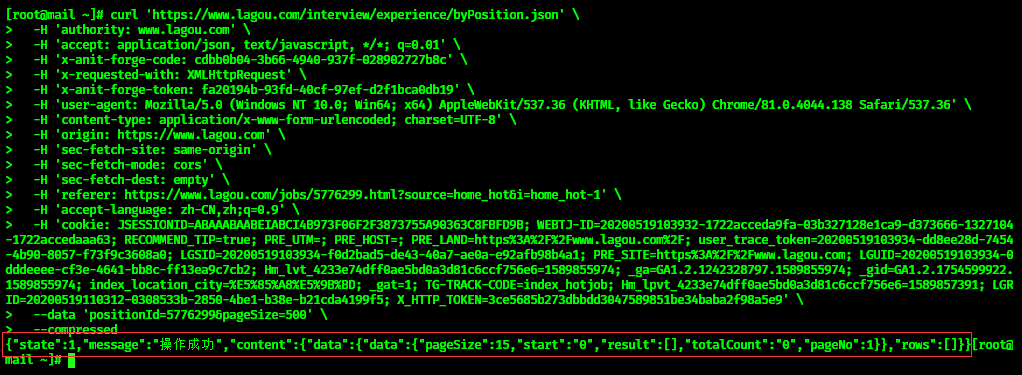 [root@mail ~]# curl 'https://www.lagou.com/interview/experience/byPosition.json' \
>   -H 'authority: www.lagou.com' \
>   -H 'accept: application/json, text/javascript, */*; q=0.01' \
>   -H 'x-anit-forge-code: cdbb0b04-3b66-4940-937f-028902727b8c' \
>   -H 'x-requested-with: XMLHttpRequest' \
>   -H 'x-anit-forge-token: fa20194b-93fd-40cf-97ef-d2f1bca0db19' \
>   -H 'user-agent: Mozilla/5.0 (Windows NT 10.0; Win64; x64) AppleWebKit/537.36 (KHTML, like Gecko) Chrome/81.0.4044.138 Safari/537.36' \
>   -H 'content-type: application/x-www-form-urlencoded; charset=UTF-8' \
>   -H 'origin: https://www.lagou.com' \
>   -H 'sec-fetch-site: same-origin' \
>   -H 'sec-fetch-mode: cors' \
>   -H 'sec-fetch-dest: empty' \
>   -H 'referer: https://www.lagou.com/jobs/5776299.html?source=home_hot&i=home_hot-1' \
>   -H 'accept-language: zh-CN,zh;q=0.9' \
>   -H 'cookie: JSESSIONID=ABAAABAABEIABCI4B973F06F2F3873755A90363C8FBFD9B; WEBTJ-ID=20200519103932-1722acceda9fa-03b327128e1ca9-d373666-1327104
-1722accedaaa63; RECOMMEND_TIP=true; PRE_UTM=; PRE_HOST=; PRE_LAND=https%3A%2F%2Fwww.lagou.com%2F; user_trace_token=20200519103934-dd8ee28d-7454
-4b90-8057-f73f9c3608a0; LGSID=20200519103934-f0d2bad5-de43-40a7-ae0a-e92afb98b4a1; PRE_SITE=https%3A%2F%2Fwww.lagou.com; LGUID=20200519103934-0
dddeeee-cf3e-4641-bb8c-ff13ea9c7cb2; Hm_lvt_4233e74dff0ae5bd0a3d81c6ccf756e6=1589855974; _ga=GA1.2.1242328797.1589855974; _gid=GA1.2.1754599922.
1589855974; index_location_city=%E5%85%A8%E5%9B%BD; _gat=1; TG-TRACK-CODE=index_hotjob; Hm_lpvt_4233e74dff0ae5bd0a3d81c6ccf756e6=1589857391; LGR
ID=20200519110312-0308533b-2850-4be1-b38e-b21cda4199f5; X_HTTP_TOKEN=3ce5685b273dbbdd3047589851be34baba2f98a5e9' \
>   --data 'positionId=5776299&pageSize=500' \
>   --compressed
{"state":1,"message":"操作成功","content":{"data":{"data":{"pageSize":15,"start":"0","result":[],"totalCount":"0","pageNo":1}},"rows":[]}}[root@
mail ~]#